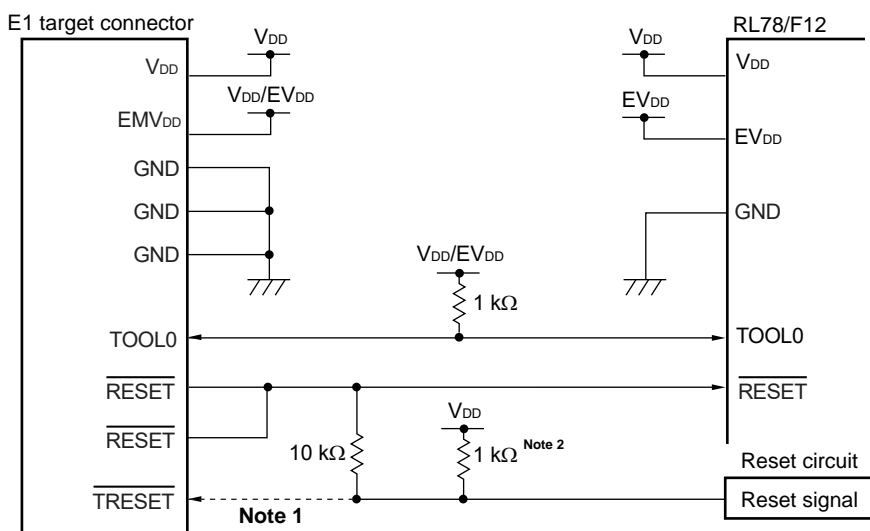 E1 target connector
RL78/F12
VDD
VDD
VDD
VDD
VDD/EVDD
EVDD
EMVDD
EVDD
GND
GND
GND
GND
VDD/EVDD
1 kΩ
TOOL0
TOOL0
RESET
RESET
VDD
RESET
10 kΩ
1 kΩ Note 2
Reset circuit
TRESET
Note 1
Reset signal